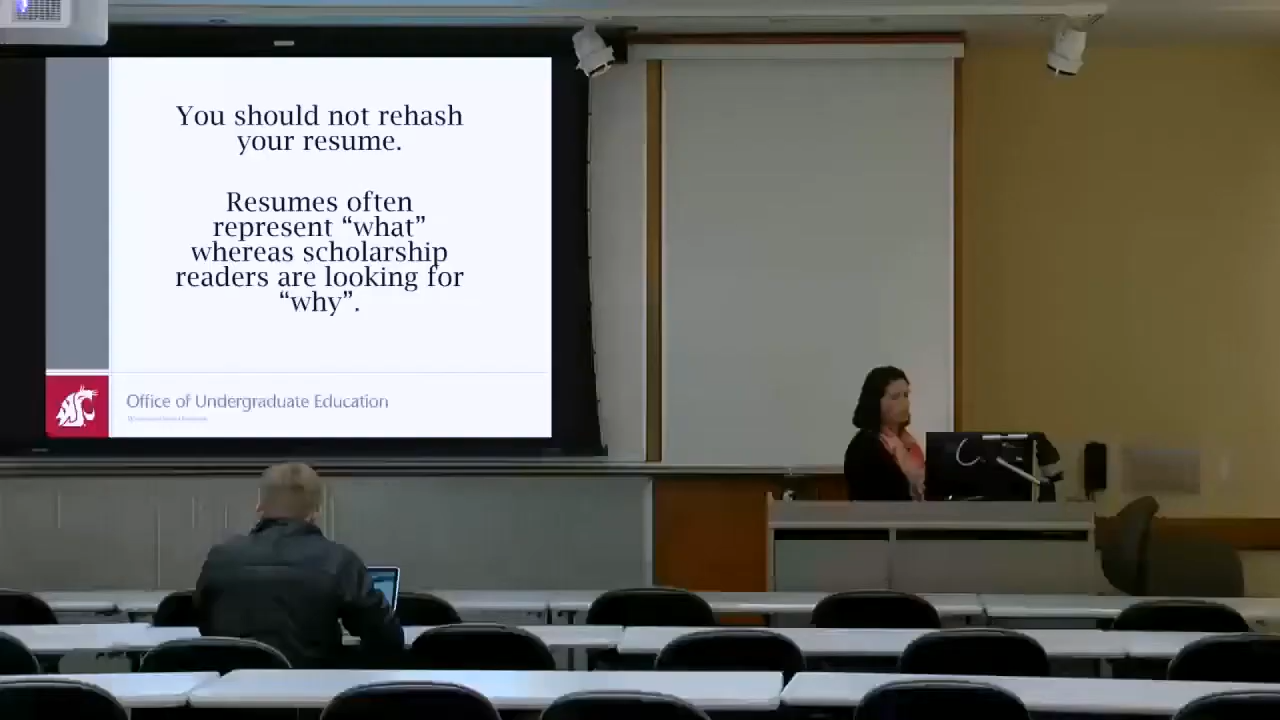 You should not rehash
your resume.
Resumes often
represent “what”
whereas scholarship
readers are looking for
“why”.
Office of Undergraduate Education